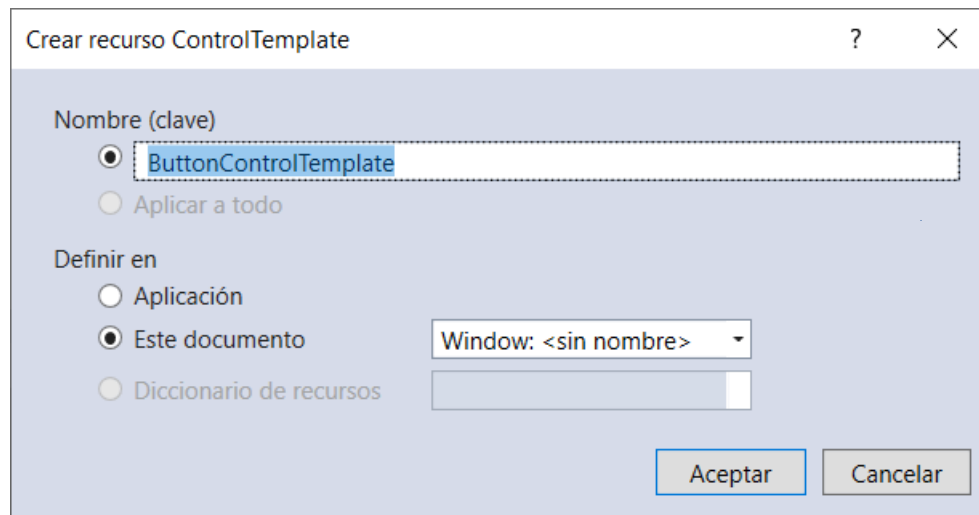 Crear recurso ControlTemplate
Nombre (clave)
ButtonControlTemplate
Aplicar a todo
Definir en
Aplicación
Este documento Window: <sin nombre>
Diccionario de recursos
Aceptar Cancelar